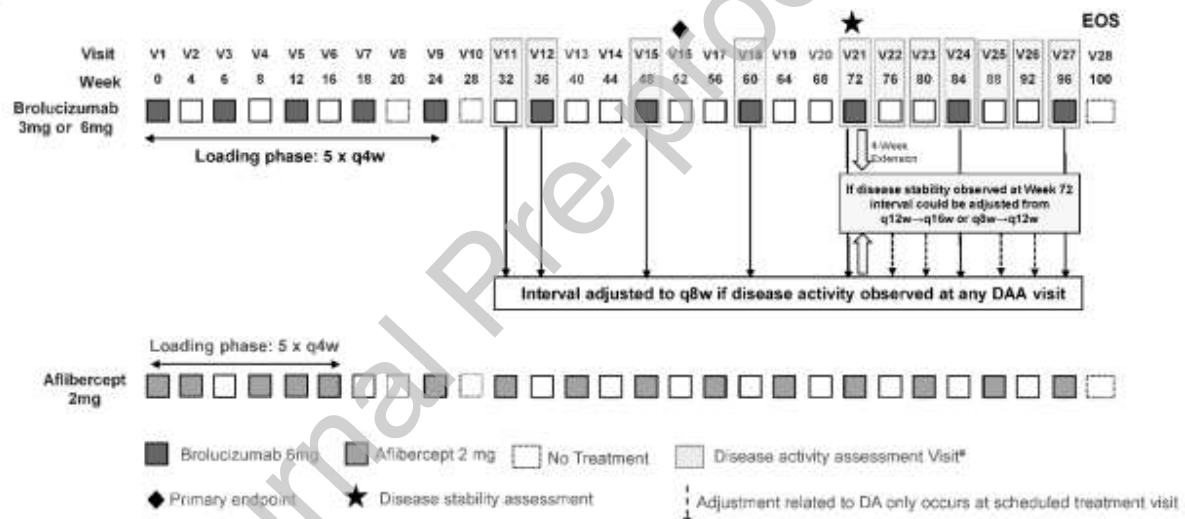 EOS
Visit V1 V2 V3 V4 V5 V6 V7 V8 V9 V10 V11 V12 V13 V14 V15 V16 V17 V18 V19 V20 V21 V22 V23 V24 V25 V26 V27 V28
Week 0 4 6 8 12 16 18 20 24 28 32 36 40 44 48 52 56 60 64 68 72 76 80 84 88 92 96 100
Brolucizumab
3mg or 6mg
Loading phase: 5 x q4w
4-Week
Extension
If disease stability observed at Week 72
interval could be adjusted from
q12w→q16w or q8w→q12w
Interval adjusted to q8w if disease activity observed at any DAA visit
Loading phase: 5 x q4w
Aflibercept
2mg
Brolucizumab 6mg Aflibercept 2 mg No Treatment Disease activity assessment Visit*
Primary endpoint Disease stability assessment Adjustment related to DA only occurs at scheduled treatment visit
Journal Pre-proof